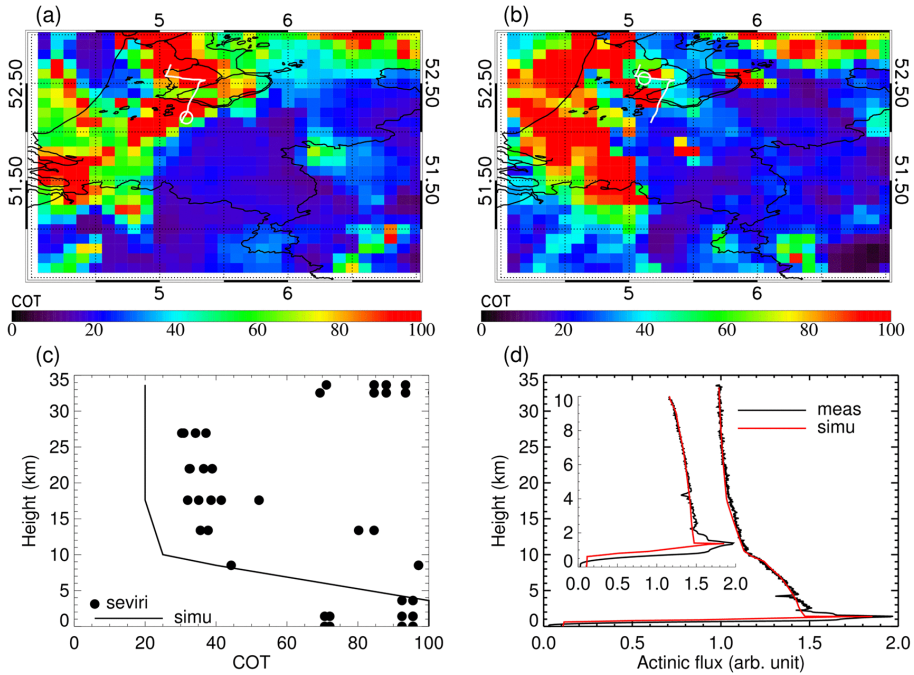 (a) (b)
5 6 5 6
52.50 52.50 52.50 52.50
51.50 51.50 51.50 51.50
5 6 5 6
COT COT
0 20 40 60 80 100 0 20 40 60 80 100
(c) (d)
35
30
25
20
15
10
5
0
Height (km)
seviri
simu
0 20 40 60 80 100
COT
35
30
25
20
15
10
5
0
Height (km)
10
8
6
4
2
0
0.0 0.5 1.0 1.5 2.0
meas
simu
0.0 0.5 1.0 1.5 2.0
Actinic flux (arb. unit)